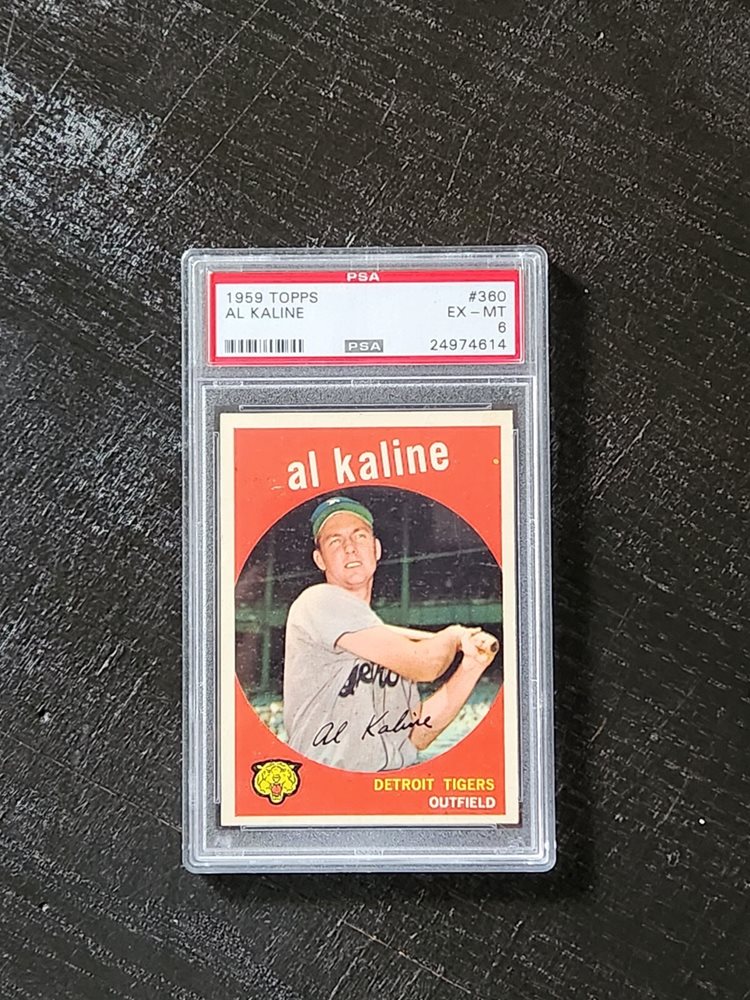 PSA
1959 TOPPS #360
AL KALINE EX - MT
6
PSA 24974614
al kaline
Al Kaline
DETROIT TIGERS
OUTFIELD